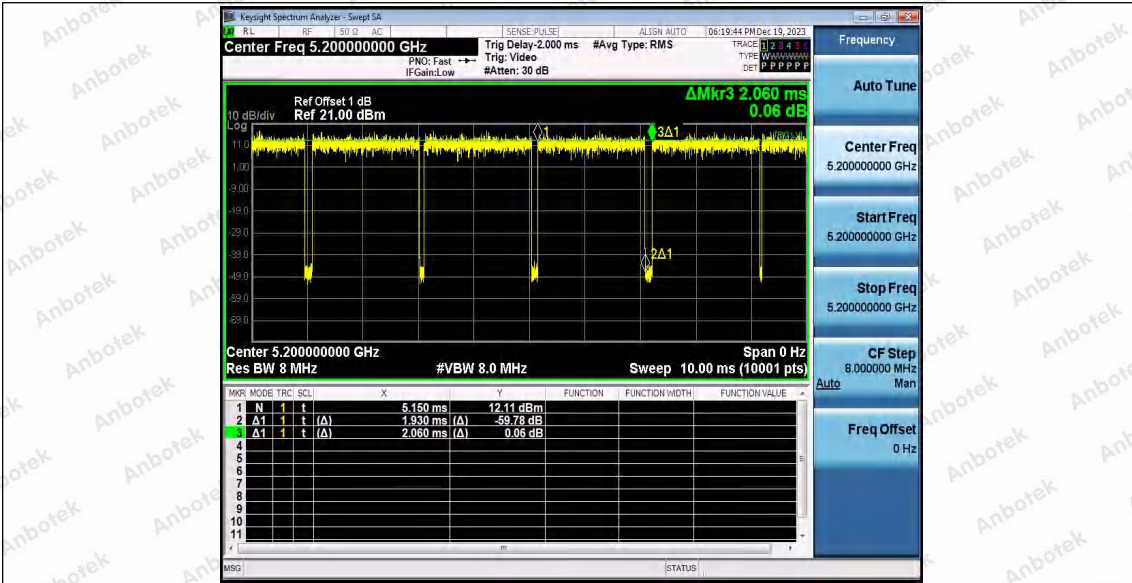 Keysight Spectrum Analyzer - Swept SA
RL RF 50 Ω AC SENSE:PULSE ALIGN AUTO 06:19:44 PM Dec 19, 2023
Center Freq 5.200000000 GHz
PNO: Fast
IFGain:Low
Trig Delay-2.000 ms
Trig: Video
#Atten: 30 dB
#Avg Type: RMS
TRACE 1 2 3 4 5 6
TYPE WWWWWW
DET P P P P P P
ΔMkr3 2.060 ms
0.06 dB
Ref Offset 1 dB
10 dB/div Ref 21.00 dBm
Log
11.0
1.00
-9.00
-19.0
-29.0
-39.0
-49.0
-59.0
-69.0
1
3Δ1
2Δ1
Center 5.200000000 GHz Span 0 Hz
Res BW 8 MHz #VBW 8.0 MHz Sweep 10.00 ms (10001 pts)
MKR MODE TRC SCL X Y FUNCTION FUNCTION WIDTH FUNCTION VALUE
1 N 1 t 5.150 ms 12.11 dBm
2 Δ1 1 t (Δ) 1.930 ms (Δ) -59.78 dB
3 Δ1 1 t (Δ) 2.060 ms (Δ) 0.06 dB
4
5
6
7
8
9
10
11
MSG STATUS
Frequency
Auto Tune
Center Freq
5.200000000 GHz
Start Freq
5.200000000 GHz
Stop Freq
5.200000000 GHz
CF Step
8.000000 MHz
Auto Man
Freq Offset
0 Hz
Anbotek